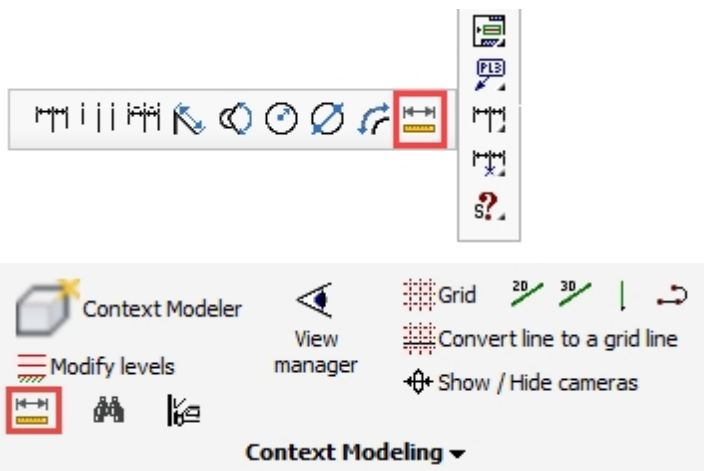 PL3
S?
Context Modeler
Modify levels
View
manager
Grid
2D
3D
Convert line to a grid line
Show / Hide cameras
Context Modeling